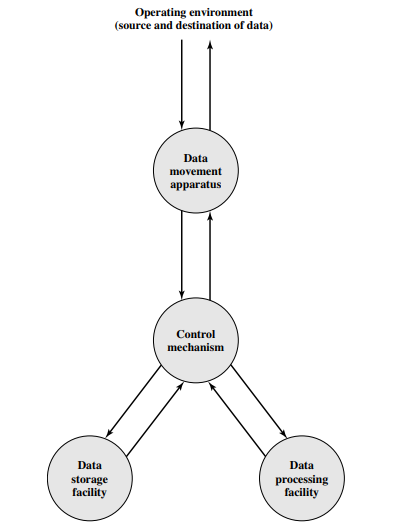 Operating environment
(source and destination of data)
Data
movement
apparatus
Control
mechanism
Data
storage
facility
Data
processing
facility